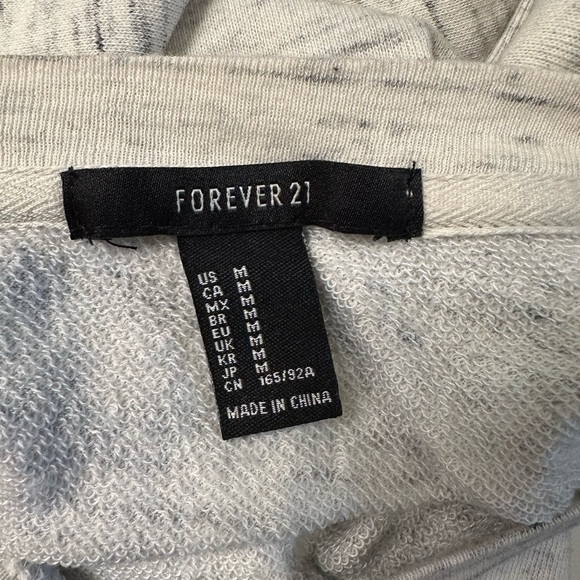 FOREVER 21
US M
CA M
MX M
BR M
EU M
UK M
KR M
JP M
CN 165/92A
MADE IN CHINA